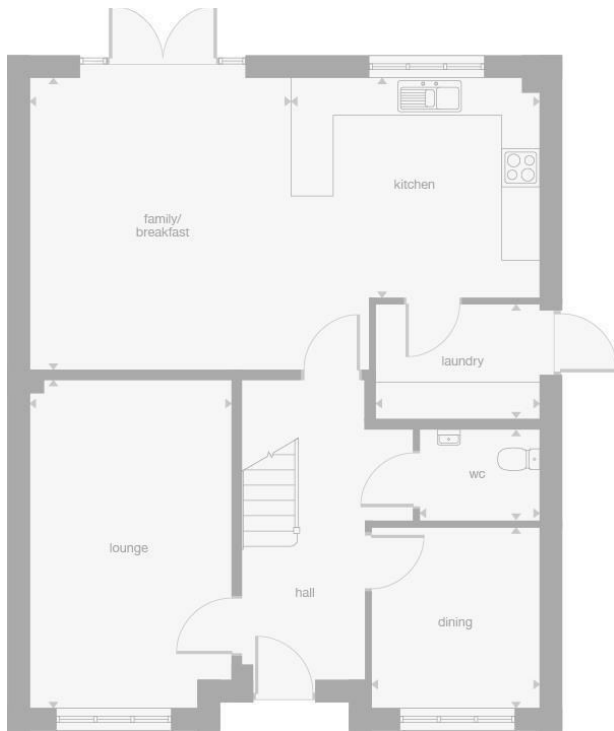 kitchen
family/
breakfast
laundry
wc
lounge
hall
dining